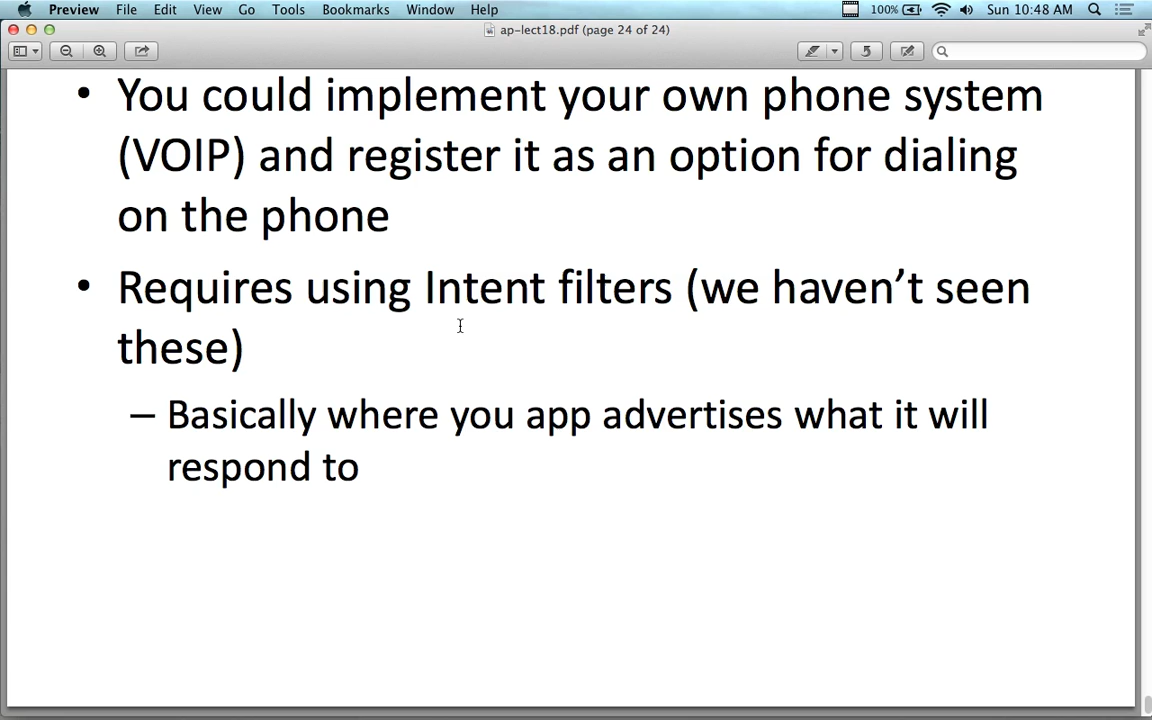 Preview File Edit View Go Tools Bookmarks Window Help 100% Sun 10:48 AM
ap-lect18.pdf (page 24 of 24)
• You could implement your own phone system
(VOIP) and register it as an option for dialing
on the phone
• Requires using Intent filters (we haven’t seen
these)
– Basically where you app advertises what it will
respond to